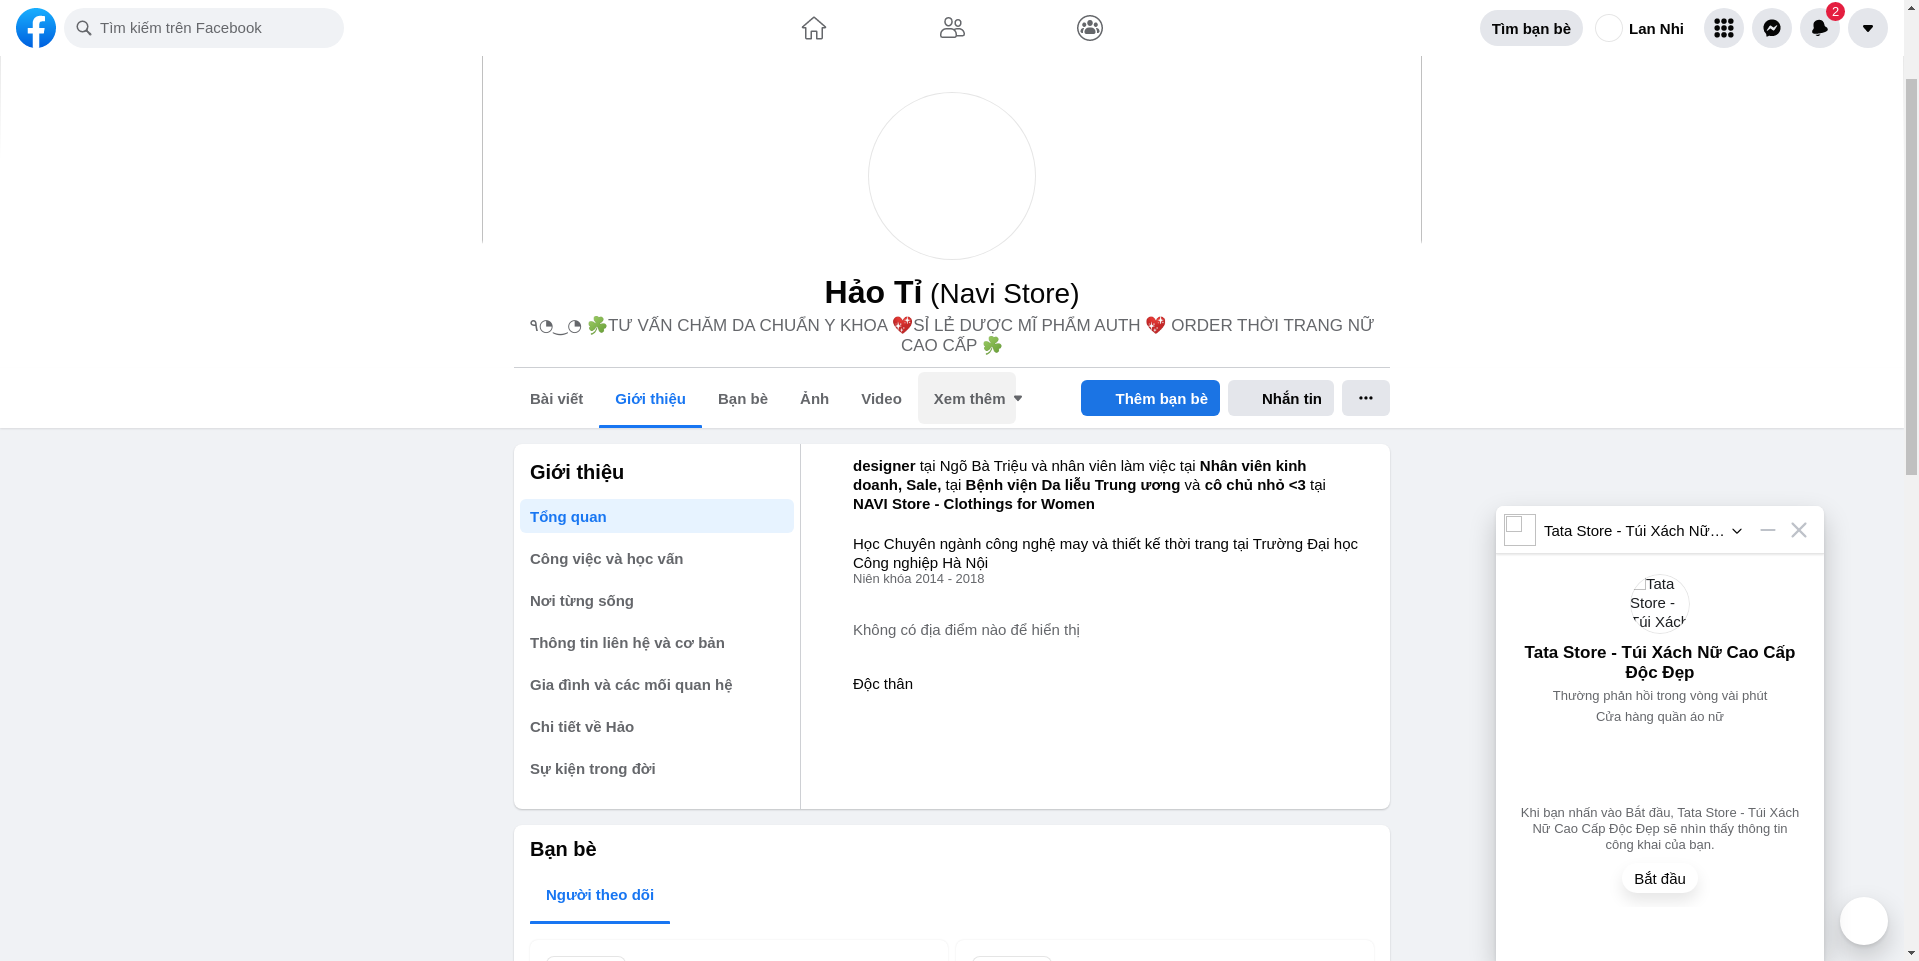 Tìm kiếm trên Facebook
Tìm bạn bè
Lan Nhi
2
Hảo Tỉ (Navi Store)
٩◔‿◔ ☘️TƯ VẤN CHĂM DA CHUẨN Y KHOA 💖SỈ LẺ DƯỢC MĨ PHẨM AUTH 💖 ORDER THỜI TRANG NỮ
CAO CẤP ☘️
Bài viết
Giới thiệu
Bạn bè
Ảnh
Video
Xem thêm
Thêm bạn bè
Nhắn tin
Giới thiệu
Tổng quan
Công việc và học vấn
Nơi từng sống
Thông tin liên hệ và cơ bản
Gia đình và các mối quan hệ
Chi tiết về Hảo
Sự kiện trong đời
designer tại Ngõ Bà Triệu và nhân viên làm việc tại Nhân viên kinh
doanh, Sale, tại Bệnh viện Da liễu Trung ương và cô chủ nhỏ <3 tại
NAVI Store - Clothings for Women
Học Chuyên ngành công nghệ may và thiết kế thời trang tại Trường Đại học
Công nghiệp Hà Nội
Niên khóa 2014 - 2018
Không có địa điểm nào để hiển thị
Độc thân
Bạn bè
Người theo dõi
Tata Store - Túi Xách Nữ…
Tata
Store -
Túi Xách
Tata Store - Túi Xách Nữ Cao Cấp
Độc Đẹp
Thường phản hồi trong vòng vài phút
Cửa hàng quần áo nữ
Khi bạn nhấn vào Bắt đầu, Tata Store - Túi Xách
Nữ Cao Cấp Độc Đẹp sẽ nhìn thấy thông tin
công khai của bạn.
Bắt đầu